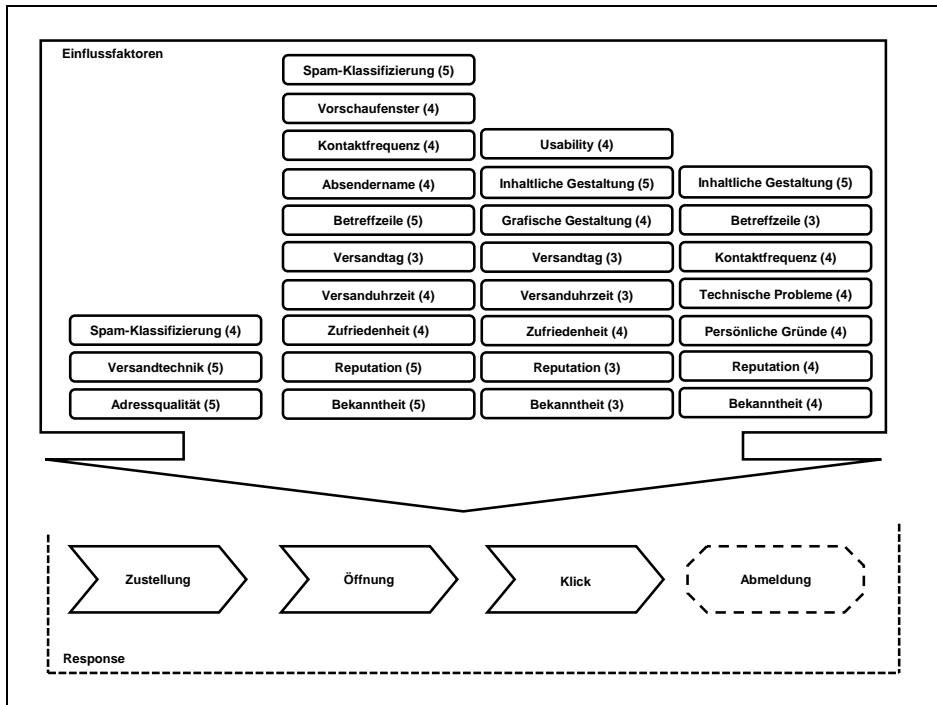 Einflussfaktoren
Spam-Klassifizierung (5)
Vorschaufenster (4)
Kontaktfrequenz (4) Usability (4)
Absendername (4) Inhaltliche Gestaltung (5) Inhaltliche Gestaltung (5)
Betreffzeile (5) Grafische Gestaltung (4) Betreffzeile (3)
Versandtag (3) Versandtag (3) Kontaktfrequenz (4)
Versanduhrzeit (4) Versanduhrzeit (3) Technische Probleme (4)
Spam-Klassifizierung (4) Zufriedenheit (4) Zufriedenheit (4) Persönliche Gründe (4)
Versandtechnik (5) Reputation (5) Reputation (3) Reputation (4)
Adressqualität (5) Bekanntheit (5) Bekanntheit (3) Bekanntheit (4)
Zustellung Öffnung Klick Abmeldung
Response